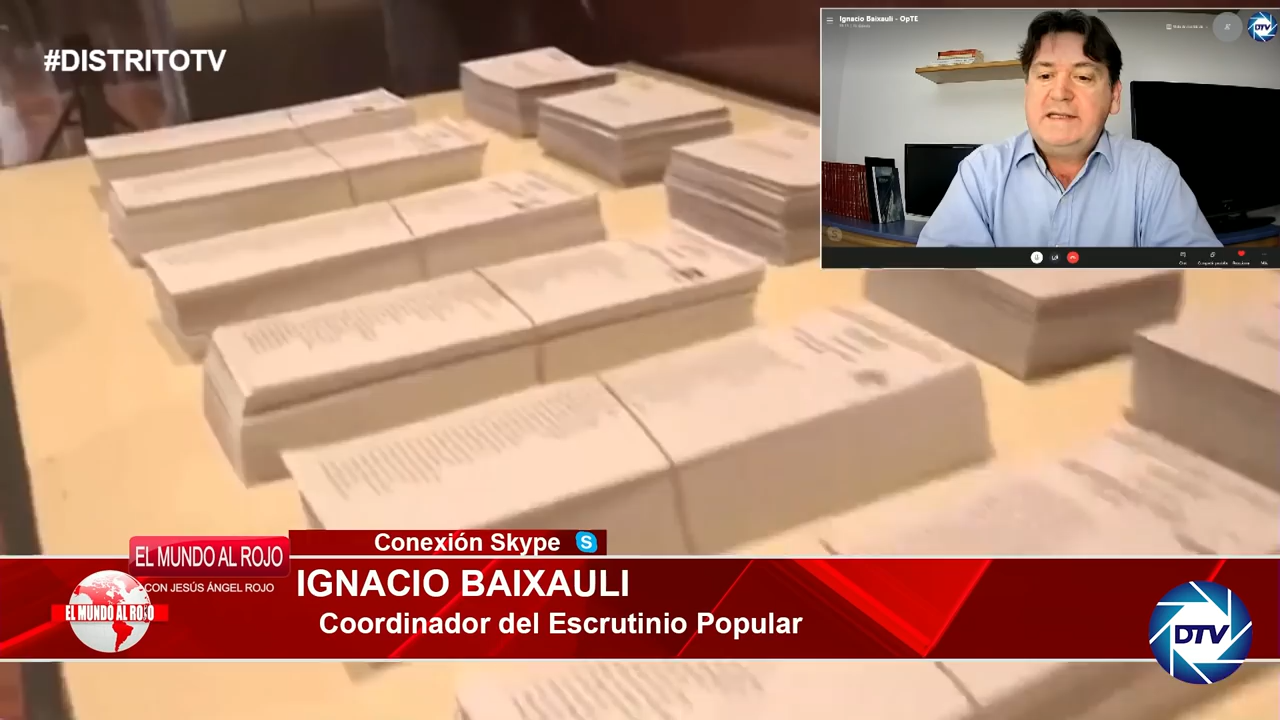 #DISTRITOTV
Ignacio Baixauli - OpTE
DTV
Conexión Skype
EL MUNDO AL ROJO
CON JESÚS ÁNGEL ROJO
EL MUNDO AL ROJO
IGNACIO BAIXAULI
Coordinador del Escrutinio Popular
DTV